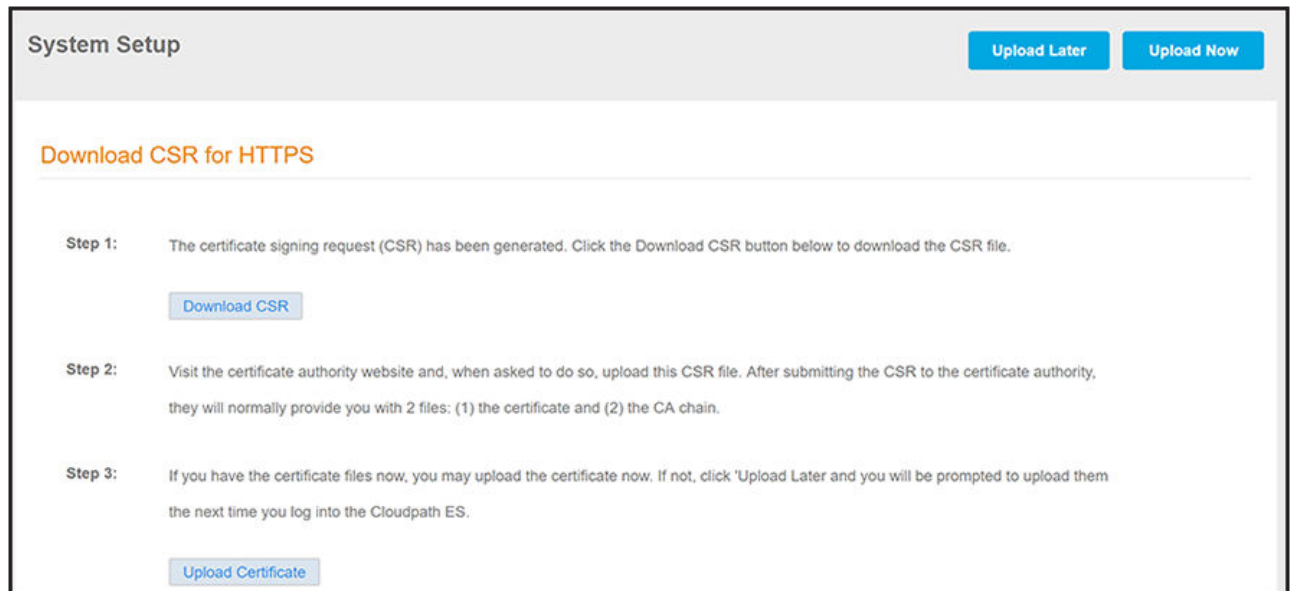 System Setup
Upload Later
Upload Now
Download CSR for HTTPS
Step 1:
The certificate signing request (CSR) has been generated. Click the Download CSR button below to download the CSR file.
Download CSR
Step 2:
Visit the certificate authority website and, when asked to do so, upload this CSR file. After submitting the CSR to the certificate authority,
they will normally provide you with 2 files: (1) the certificate and (2) the CA chain.
Step 3:
If you have the certificate files now, you may upload the certificate now. If not, click 'Upload Later and you will be prompted to upload them
the next time you log into the Cloudpath ES.
Upload Certificate